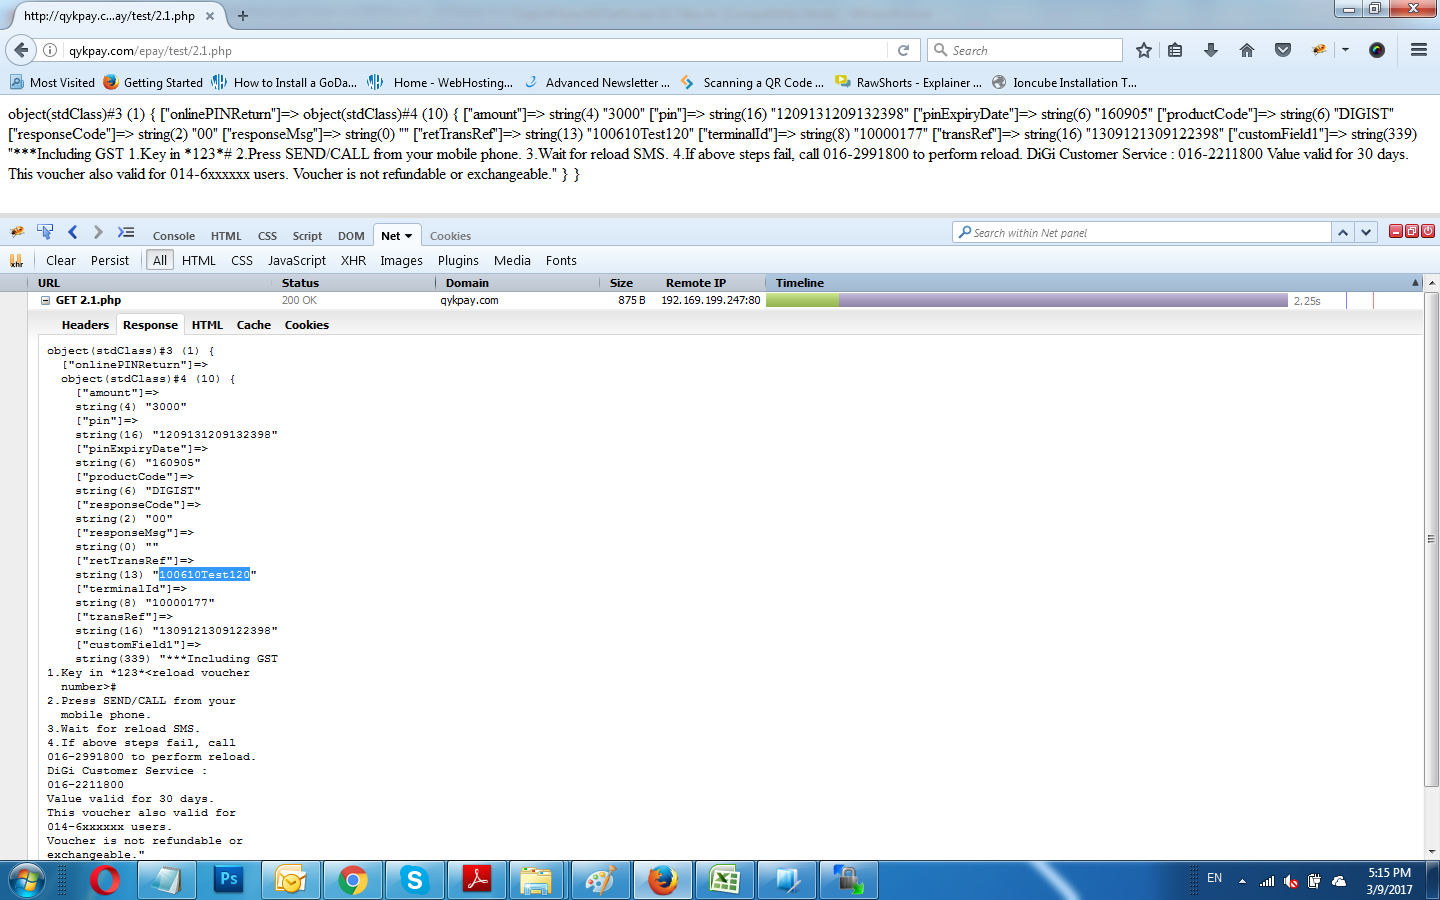 http://qykpay.c...ay/test/2.1.php
qykpay.com/epay/test/2.1.php
Search
Most Visited Getting Started How to Install a GoDa... Home - WebHosting... Advanced Newsletter ... Scanning a QR Code ... RawShorts - Explainer ... Ioncube Installation T...
object(stdClass)#3 (1) { ["onlinePINReturn"]=> object(stdClass)#4 (10) { ["amount"]=> string(4) "3000" ["pin"]=> string(16) "1209131209132398" ["pinExpiryDate"]=> string(6) "160905" ["productCode"]=> string(6) "DIGIST"
["responseCode"]=> string(2) "00" ["responseMsg"]=> string(0) "" ["retTransRef"]=> string(13) "100610Test120" ["terminalId"]=> string(8) "10000177" ["transRef"]=> string(16) "1309121309122398" ["customField1"]=> string(339)
"***Including GST 1.Key in *123*# 2.Press SEND/CALL from your mobile phone. 3.Wait for reload SMS. 4.If above steps fail, call 016-2991800 to perform reload. DiGi Customer Service : 016-2211800 Value valid for 30 days.
This voucher also valid for 014-6xxxxxx users. Voucher is not refundable or exchangeable." } }
Console HTML CSS Script DOM Net Cookies
Search within Net panel
xhr Clear Persist All HTML CSS JavaScript XHR Images Plugins Media Fonts
URL Status Domain Size Remote IP Timeline
GET 2.1.php 200 OK qykpay.com 875 B 192.169.199.247:80 2.25s
Headers Response HTML Cache Cookies
object(stdClass)#3 (1) {
["onlinePINReturn"]=>
object(stdClass)#4 (10) {
["amount"]=>
string(4) "3000"
["pin"]=>
string(16) "1209131209132398"
["pinExpiryDate"]=>
string(6) "160905"
["productCode"]=>
string(6) "DIGIST"
["responseCode"]=>
string(2) "00"
["responseMsg"]=>
string(0) ""
["retTransRef"]=>
string(13) "100610Test120"
["terminalId"]=>
string(8) "10000177"
["transRef"]=>
string(16) "1309121309122398"
["customField1"]=>
string(339) "***Including GST
1.Key in *123*<reload voucher
number>#
2.Press SEND/CALL from your
mobile phone.
3.Wait for reload SMS.
4.If above steps fail, call
016-2991800 to perform reload.
DiGi Customer Service :
016-2211800
Value valid for 30 days.
This voucher also valid for
014-6xxxxxx users.
Voucher is not refundable or
exchangeable."
Ps
EN
5:15 PM
3/9/2017